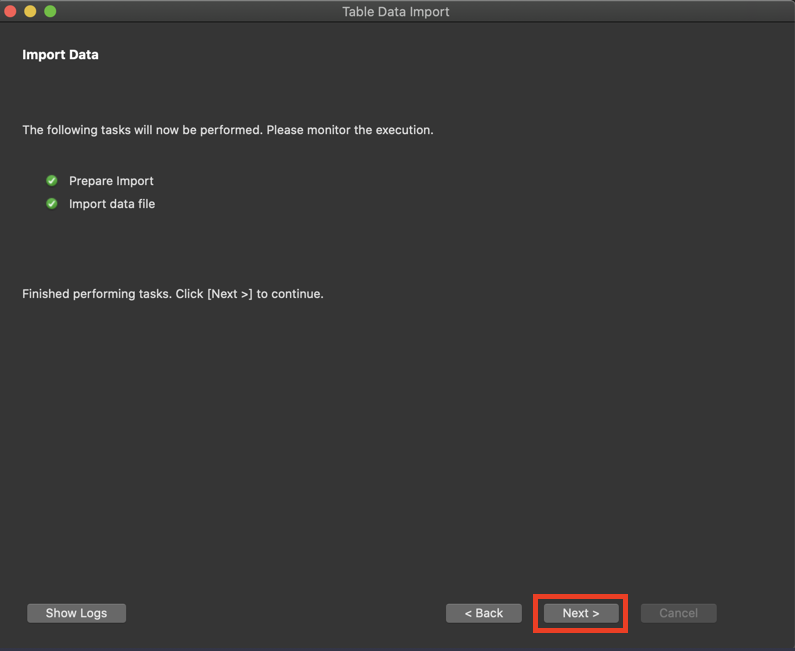 Table Data Import
Import Data
The following tasks will now be performed. Please monitor the execution.
Prepare Import
Import data file
Finished performing tasks. Click [Next >] to continue.
Show Logs
< Back
Next >
Cancel